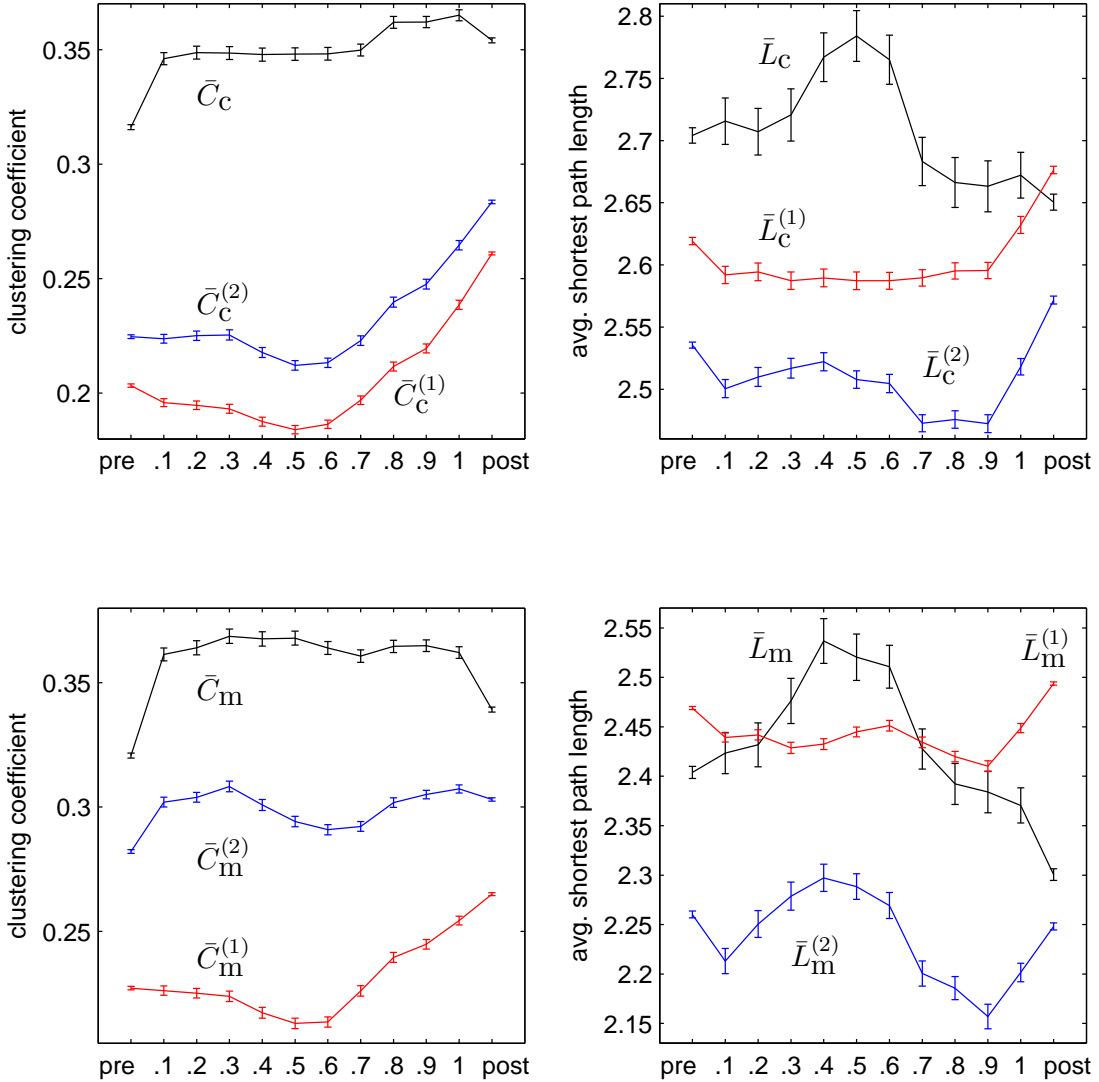 clustering coefficient
0.35
0.3
0.25
0.2
C̄c
C̄c(2)
C̄c(1)
pre .1 .2 .3 .4 .5 .6 .7 .8 .9 1 post
avg. shortest path length
2.8
2.75
2.7
2.65
2.6
2.55
2.5
L̄c
L̄c(1)
L̄c(2)
pre .1 .2 .3 .4 .5 .6 .7 .8 .9 1 post
clustering coefficient
0.35
0.3
0.25
C̄m
C̄m(2)
C̄m(1)
pre .1 .2 .3 .4 .5 .6 .7 .8 .9 1 post
avg. shortest path length
2.55
2.5
2.45
2.4
2.35
2.3
2.25
2.2
2.15
L̄m
L̄m(1)
L̄m(2)
pre .1 .2 .3 .4 .5 .6 .7 .8 .9 1 post